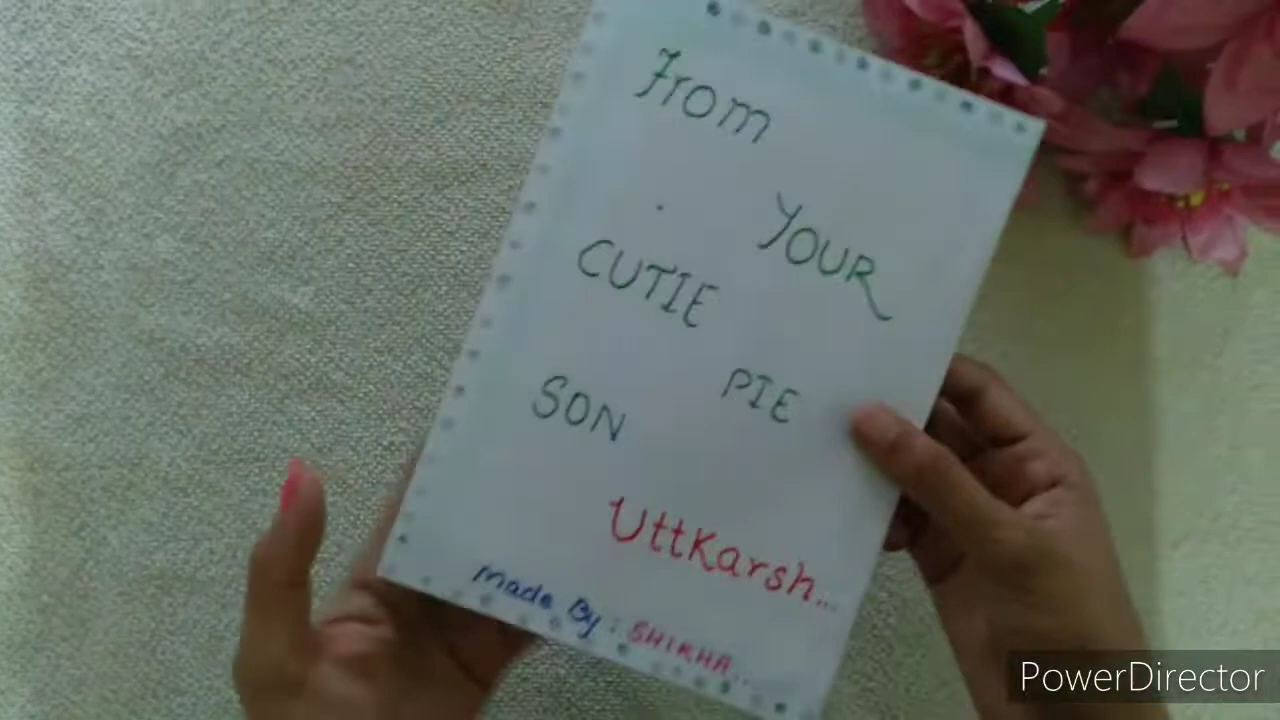 From
YOUR
CUTIE
PIE
SON
UttKarsh...
Made By: SHIKHA...
PowerDirector